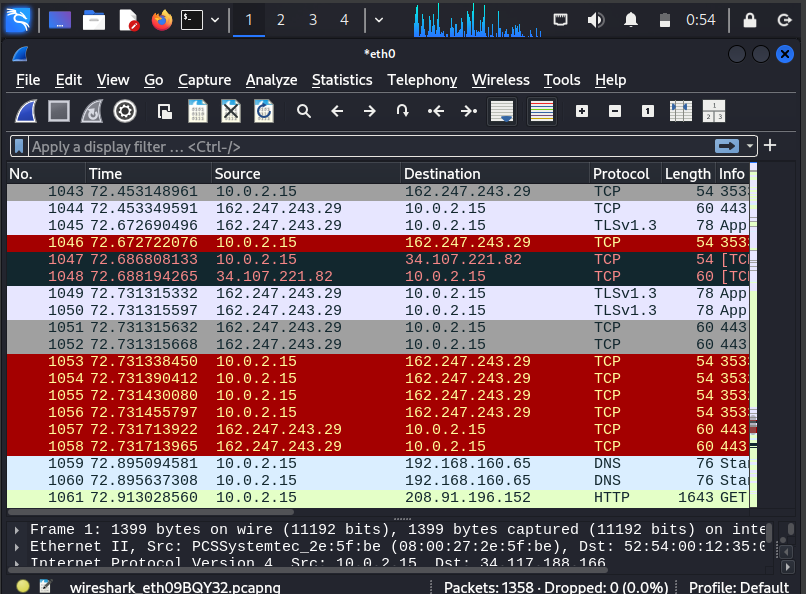 1 2 3 4 0:54
*eth0
File Edit View Go Capture Analyze Statistics Telephony Wireless Tools Help
Apply a display filter … <Ctrl-/>
No. Time Source Destination Protocol Length Info
1043 72.453148961 10.0.2.15 162.247.243.29 TCP 54 353
1044 72.453349591 162.247.243.29 10.0.2.15 TCP 60 443
1045 72.672690496 162.247.243.29 10.0.2.15 TLSv1.3 78 App
1046 72.672722076 10.0.2.15 162.247.243.29 TCP 54 353
1047 72.686808133 10.0.2.15 34.107.221.82 TCP 54 [TC
1048 72.688194265 34.107.221.82 10.0.2.15 TCP 60 [TC
1049 72.731315332 162.247.243.29 10.0.2.15 TLSv1.3 78 App
1050 72.731315597 162.247.243.29 10.0.2.15 TLSv1.3 78 App
1051 72.731315632 162.247.243.29 10.0.2.15 TCP 60 443
1052 72.731315668 162.247.243.29 10.0.2.15 TCP 60 443
1053 72.731338450 10.0.2.15 162.247.243.29 TCP 54 353
1054 72.731390412 10.0.2.15 162.247.243.29 TCP 54 353
1055 72.731430080 10.0.2.15 162.247.243.29 TCP 54 353
1056 72.731455797 10.0.2.15 162.247.243.29 TCP 54 353
1057 72.731713922 162.247.243.29 10.0.2.15 TCP 60 443
1058 72.731713965 162.247.243.29 10.0.2.15 TCP 60 443
1059 72.895094581 10.0.2.15 192.168.160.65 DNS 76 Sta
1060 72.895637308 10.0.2.15 192.168.160.65 DNS 76 Sta
1061 72.913028560 10.0.2.15 208.91.196.152 HTTP 1643 GET
Frame 1: 1399 bytes on wire (11192 bits), 1399 bytes captured (11192 bits) on inte
Ethernet II, Src: PCSSystemtec_2e:5f:be (08:00:27:2e:5f:be), Dst: 52:54:00:12:35:0
Internet Protocol Version 4, Src: 10.0.2.15, Dst: 34.117.188.166
wireshark_eth09BQY32.pcapng Packets: 1358 · Dropped: 0 (0.0%) Profile: Default